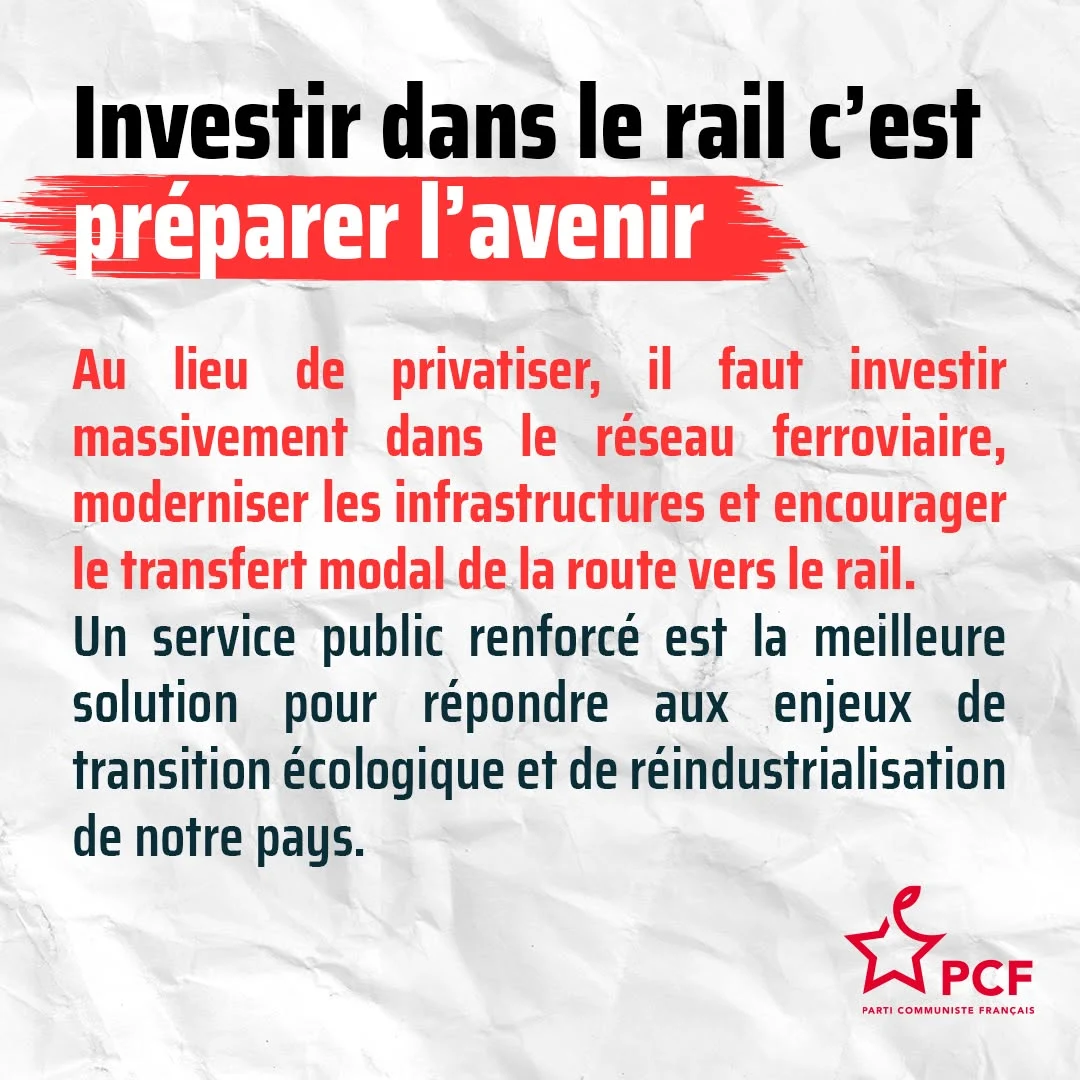 Investir dans le rail c’est
préparer l’avenir
Au lieu de privatiser, il faut investir
massivement dans le réseau ferroviaire,
moderniser les infrastructures et encourager
le transfert modal de la route vers le rail.
Un service public renforcé est la meilleure
solution pour répondre aux enjeux de
transition écologique et de réindustrialisation
de notre pays.
PCF
PARTI COMMUNISTE FRANÇAIS